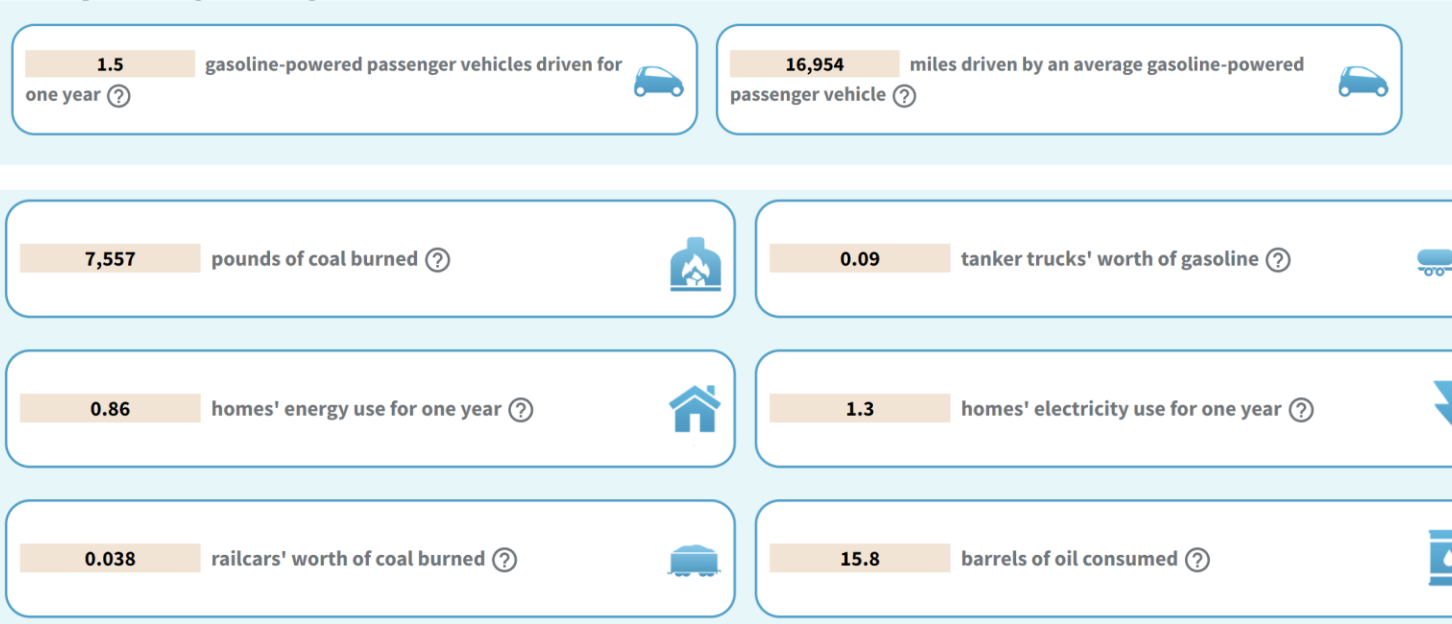 1.5 gasoline-powered passenger vehicles driven for
one year ?
16,954 miles driven by an average gasoline-powered
passenger vehicle ?
7,557 pounds of coal burned ?
0.09 tanker trucks' worth of gasoline ?
0.86 homes' energy use for one year ?
1.3 homes' electricity use for one year ?
0.038 railcars' worth of coal burned ?
15.8 barrels of oil consumed ?